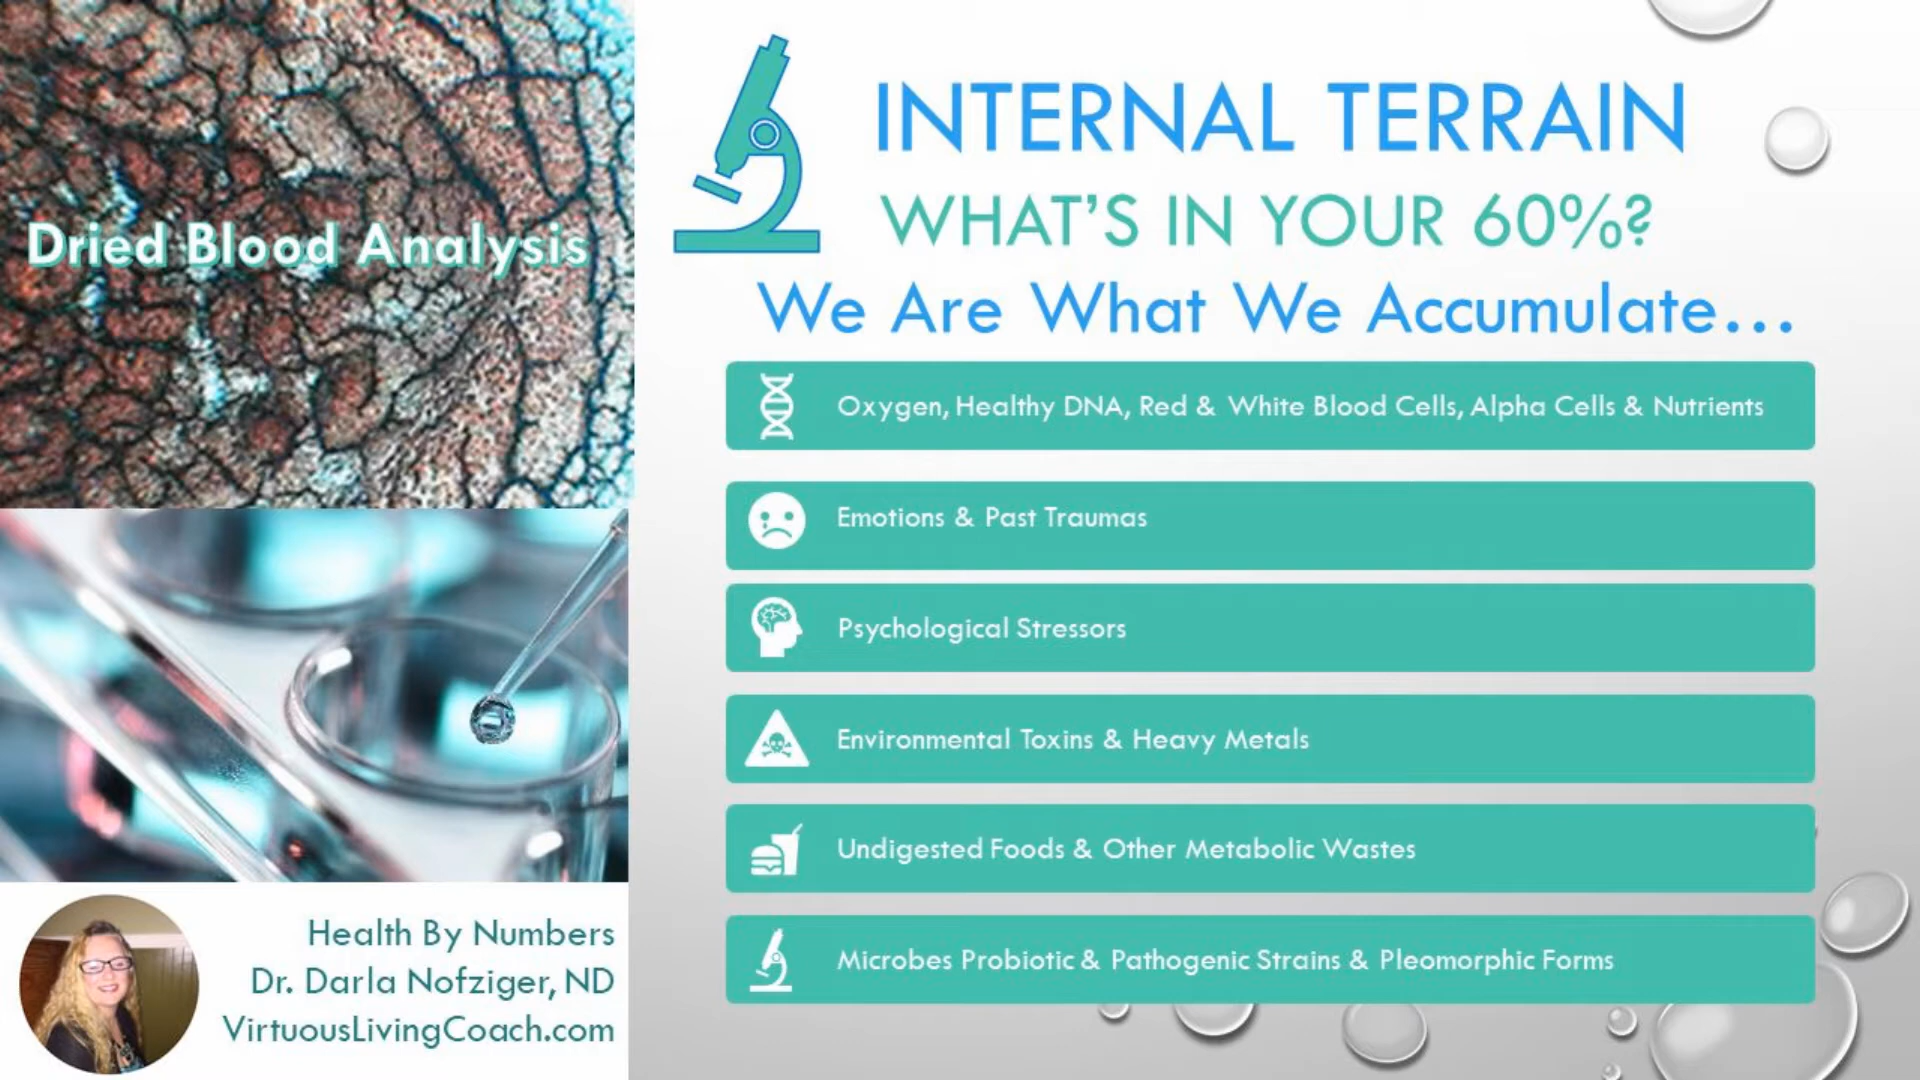 Dried Blood Analysis
INTERNAL TERRAIN
WHAT'S IN YOUR 60%?
We Are What We Accumulate...
Oxygen, Healthy DNA, Red & White Blood Cells, Alpha Cells & Nutrients
Emotions & Past Traumas
Psychological Stressors
Environmental Toxins & Heavy Metals
Undigested Foods & Other Metabolic Wastes
Microbes Probiotic & Pathogenic Strains & Pleomorphic Forms
Health By Numbers
Dr. Darla Nofziger, ND
VirtuousLivingCoach.com